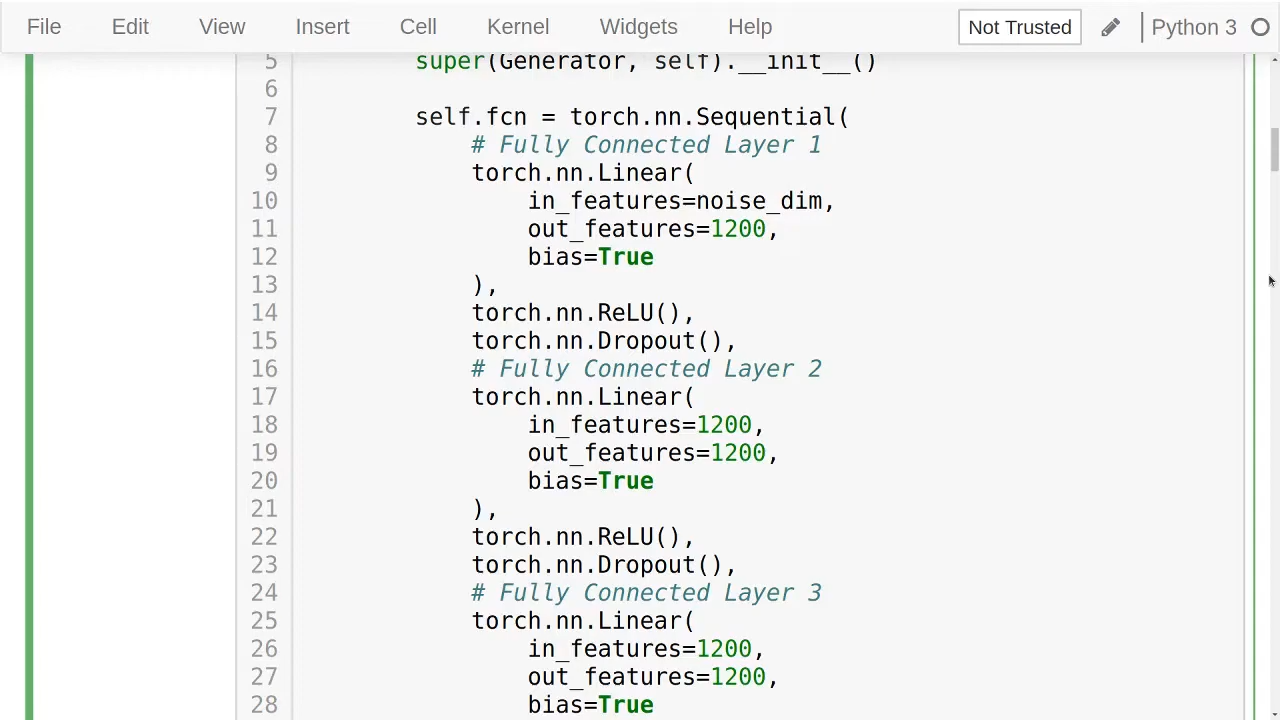 File Edit View Insert Cell Kernel Widgets Help Not Trusted Python 3
5 super(Generator, self).__init__()
6
7 self.fcn = torch.nn.Sequential(
8 # Fully Connected Layer 1
9 torch.nn.Linear(
10 in_features=noise_dim,
11 out_features=1200,
12 bias=True
13 ),
14 torch.nn.ReLU(),
15 torch.nn.Dropout(),
16 # Fully Connected Layer 2
17 torch.nn.Linear(
18 in_features=1200,
19 out_features=1200,
20 bias=True
21 ),
22 torch.nn.ReLU(),
23 torch.nn.Dropout(),
24 # Fully Connected Layer 3
25 torch.nn.Linear(
26 in_features=1200,
27 out_features=1200,
28 bias=True